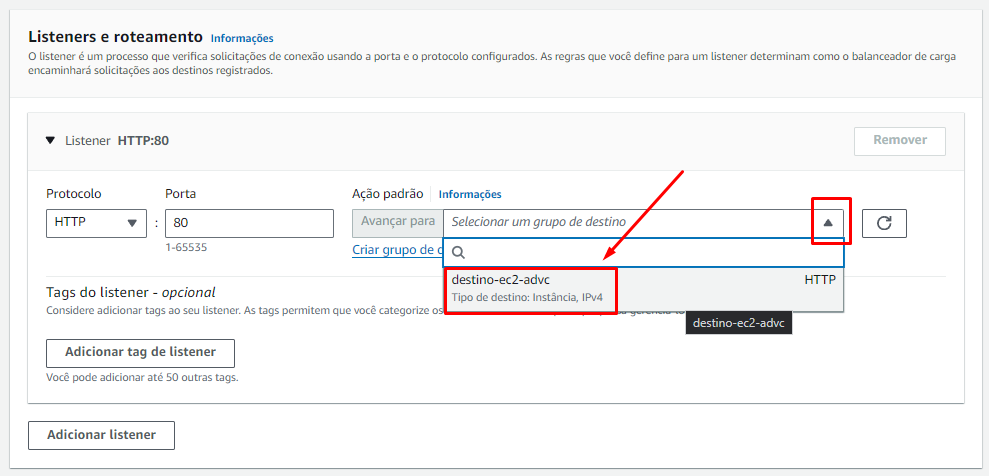 Listeners e roteamento Informações
O listener é um processo que verifica solicitações de conexão usando a porta e o protocolo configurados. As regras que você define para um listener determinam como o balanceador de carga
encaminhará solicitações aos destinos registrados.
Listener HTTP:80
Remover
Protocolo
Porta
Ação padrão
Informações
HTTP
:
80
Avançar para
Selecionar um grupo de destino
1-65535
Criar grupo de
destino-ec2-advc
HTTP
Tipo de destino: Instância, IPv4
Tags do listener - opcional
Considere adicionar tags ao seu listener. As tags permitem que você categorize os
destino-ec2-advc
Adicionar tag de listener
Você pode adicionar até 50 outras tags.
Adicionar listener